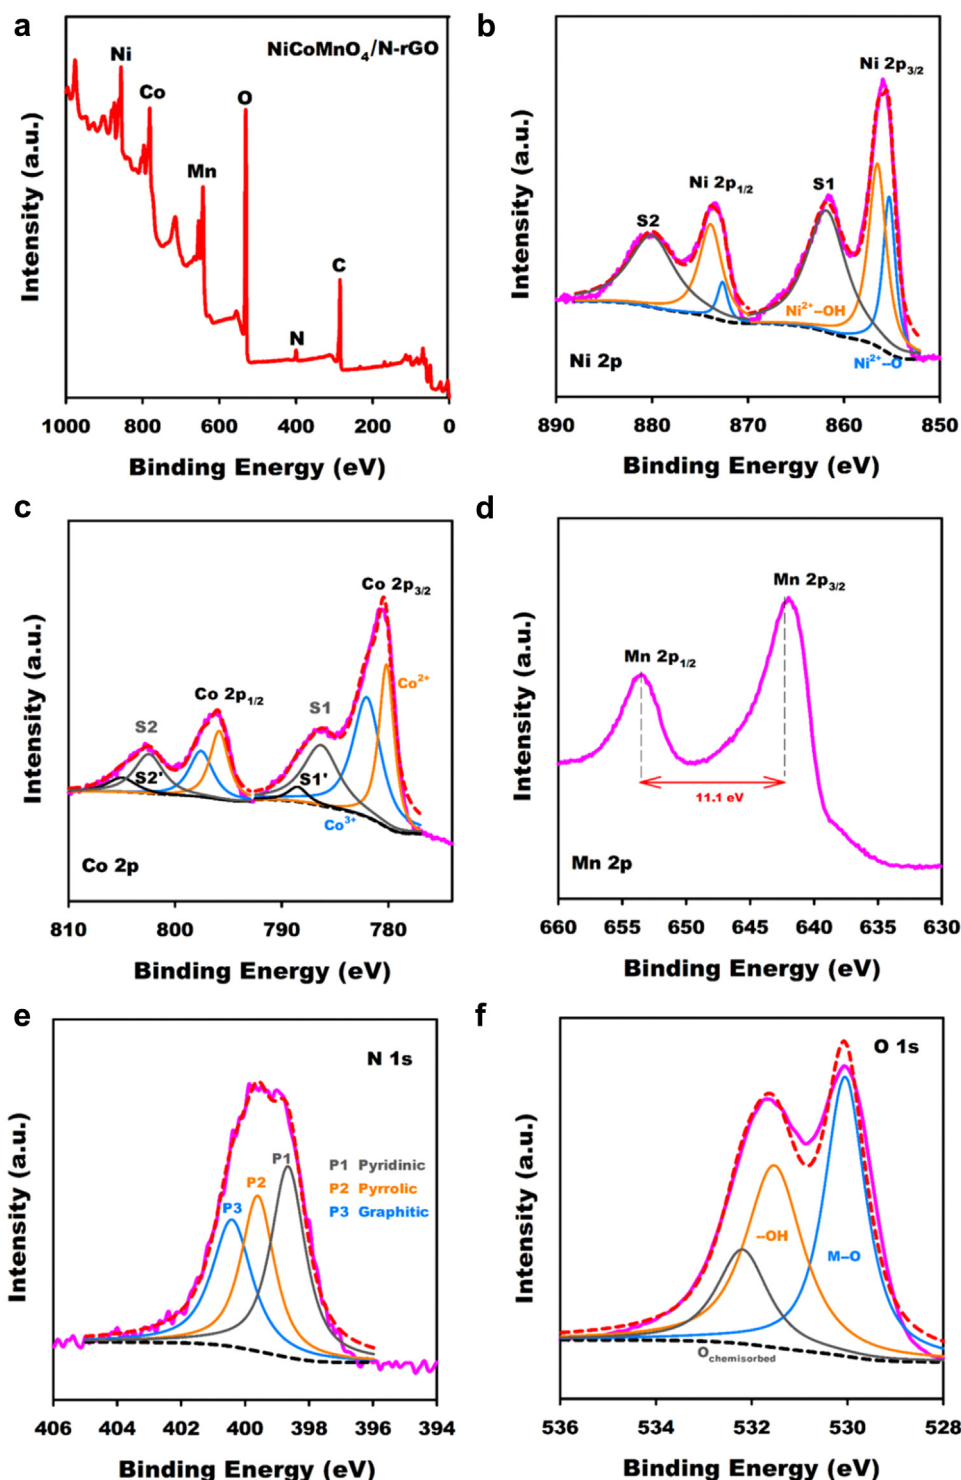 a
NiCoMnO₄/N-rGO
Ni
Co
O
Mn
C
N
Intensity (a.u.)
1000 800 600 400 200 0
Binding Energy (eV)
b
Ni 2p₃/₂
Ni 2p₁/₂
S1
S2
Ni²⁺–OH
Ni²⁺–O
Ni 2p
Intensity (a.u.)
890 880 870 860 850
Binding Energy (eV)
c
Co 2p₃/₂
Co²⁺
Co 2p₁/₂
S1
S2
S2'
S1'
Co³⁺
Co 2p
Intensity (a.u.)
810 800 790 780
Binding Energy (eV)
d
Mn 2p₃/₂
Mn 2p₁/₂
11.1 eV
Mn 2p
Intensity (a.u.)
660 655 650 645 640 635 630
Binding Energy (eV)
e
N 1s
P1
P2
P3
P1 Pyridinic
P2 Pyrrolic
P3 Graphitic
Intensity (a.u.)
406 404 402 400 398 396 394
Binding Energy (eV)
f
O 1s
–OH
M–O
Ochemisorbed
Intensity (a.u.)
536 534 532 530 528
Binding Energy (eV)